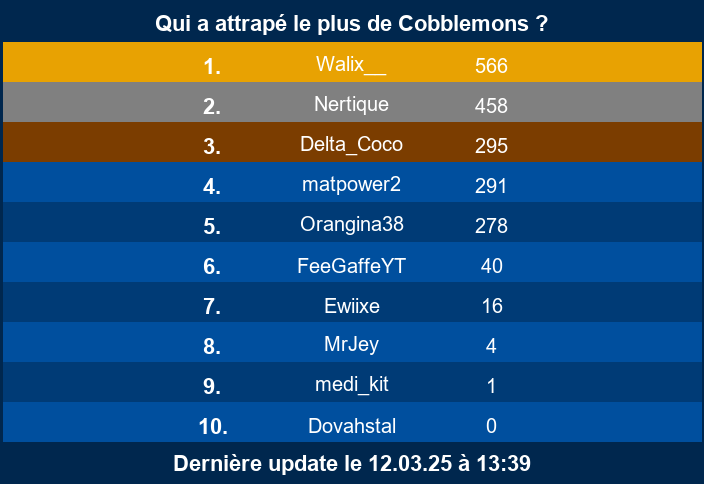 Qui a attrapé le plus de Cobblemons ?
1. Walix__ 566
2. Nertique 458
3. Delta_Coco 295
4. matpower2 291
5. Orangina38 278
6. FeeGaffeYT 40
7. Ewiixe 16
8. MrJey 4
9. medi_kit 1
10. Dovahstal 0
Dernière update le 12.03.25 à 13:39